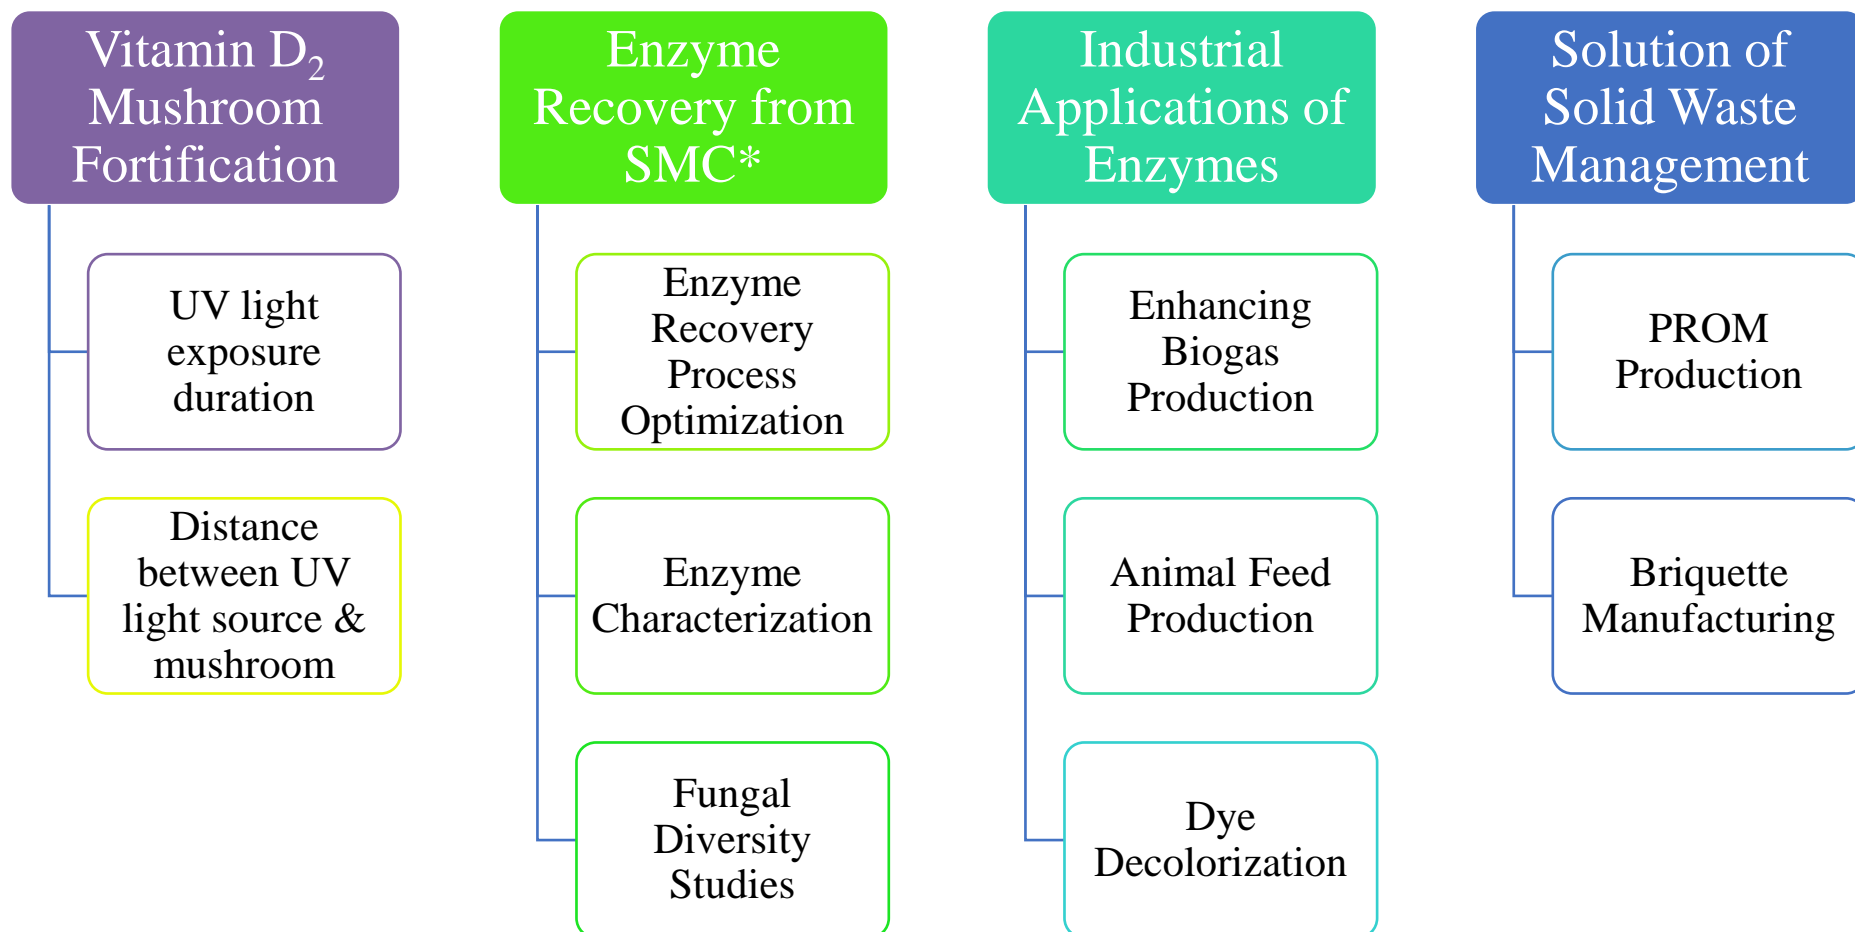 Vitamin D₂
Mushroom
Fortification
UV light
exposure
duration
Distance
between UV
light source &
mushroom
Enzyme
Recovery from
SMC*
Enzyme
Recovery
Process
Optimization
Enzyme
Characterization
Fungal
Diversity
Studies
Industrial
Applications of
Enzymes
Enhancing
Biogas
Production
Animal Feed
Production
Dye
Decolorization
Solution of
Solid Waste
Management
PROM
Production
Briquette
Manufacturing